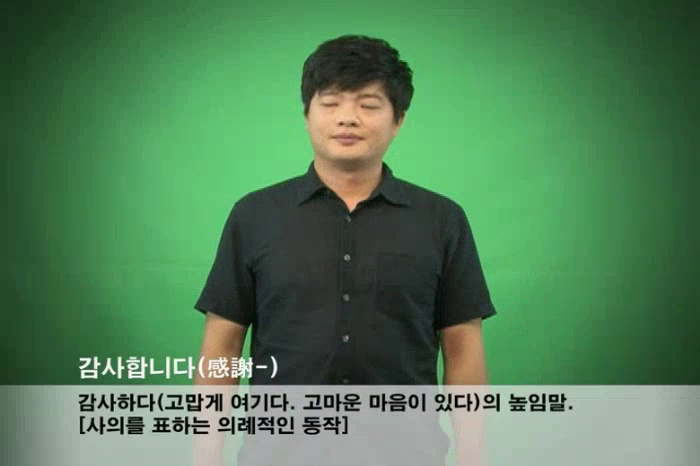 감사합니다(感謝-)
감사하다(고맙게 여기다. 고마운 마음이 있다)의 높임말.
[사의를 표하는 의례적인 동작]